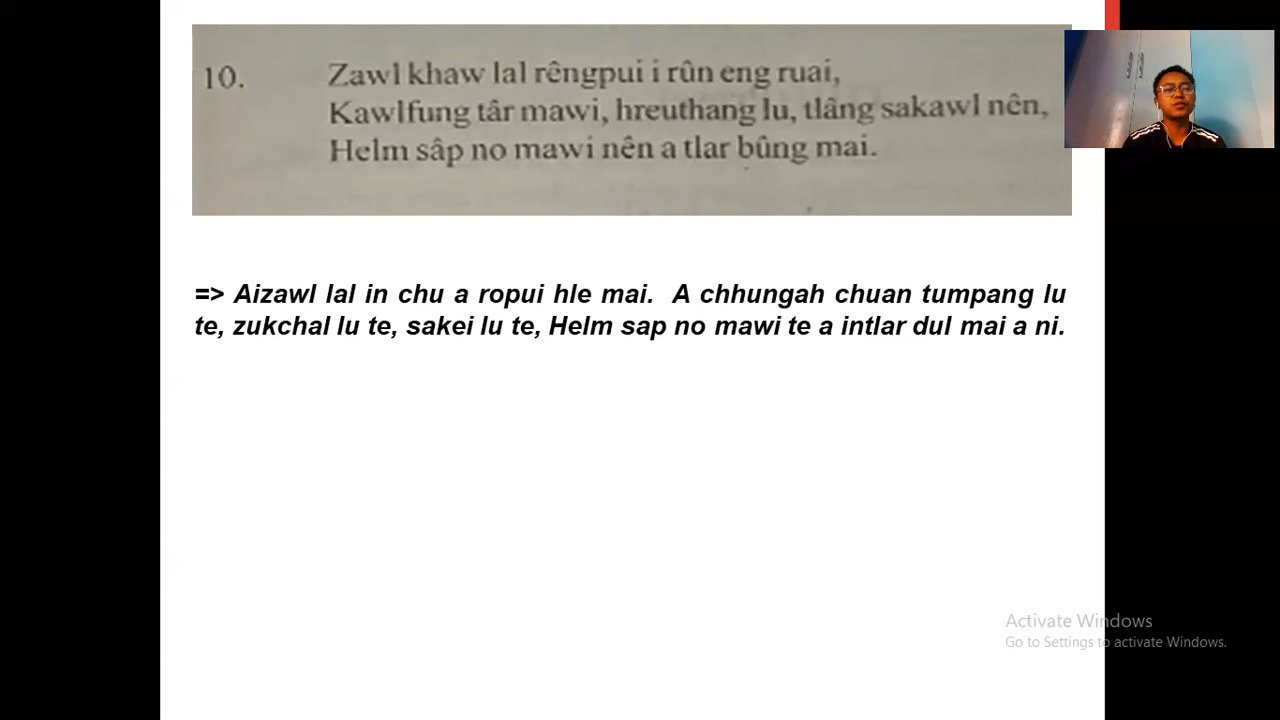 10. Zawl khaw lal rêngpui i rûn eng ruai,
Kawlfung târ mawi, hreuthang lu, tlâng sakawl nên,
Helm sâp no mawi nên a tlar bûng mai.
=> Aizawl lal in chu a ropui hle mai. A chhungah chuan tumpang lu
te, zukchal lu te, sakei lu te, Helm sap no mawi te a intlar dul mai a ni.
Activate Windows
Go to Settings to activate Windows.